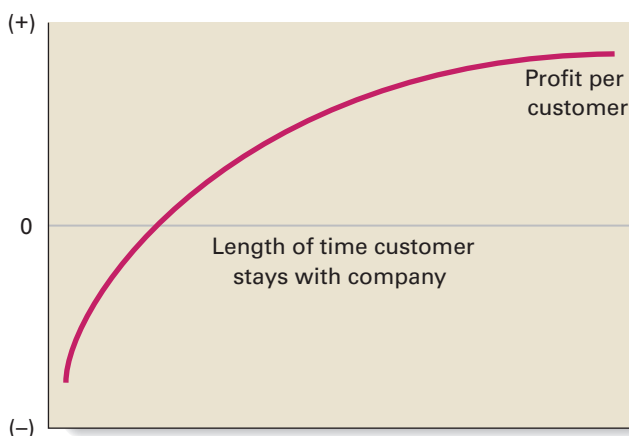 (+)
Profit per
customer
0
Length of time customer
stays with company
(–)